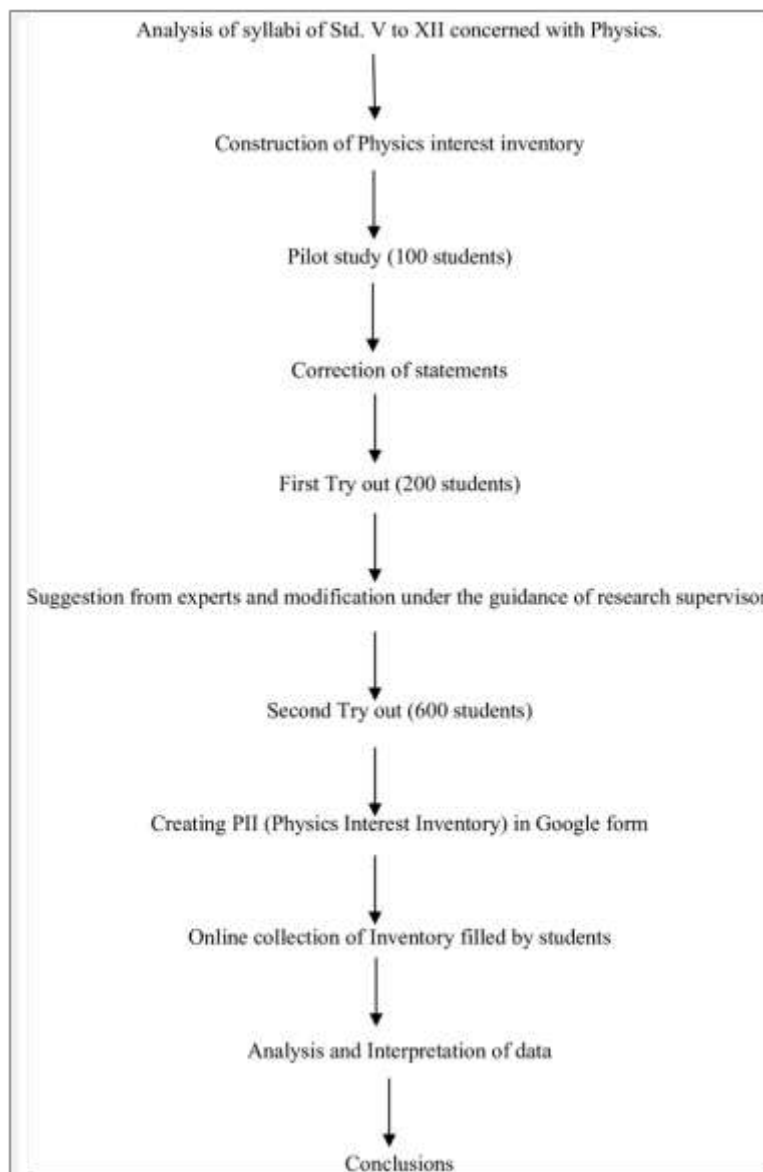 Analysis of syllabi of Std. V to XII concerned with Physics.
Construction of Physics interest inventory
Pilot study (100 students)
Correction of statements
First Try out (200 students)
Suggestion from experts and modification under the guidance of research supervisor
Second Try out (600 students)
Creating PII (Physics Interest Inventory) in Google form
Online collection of Inventory filled by students
Analysis and Interpretation of data
Conclusions